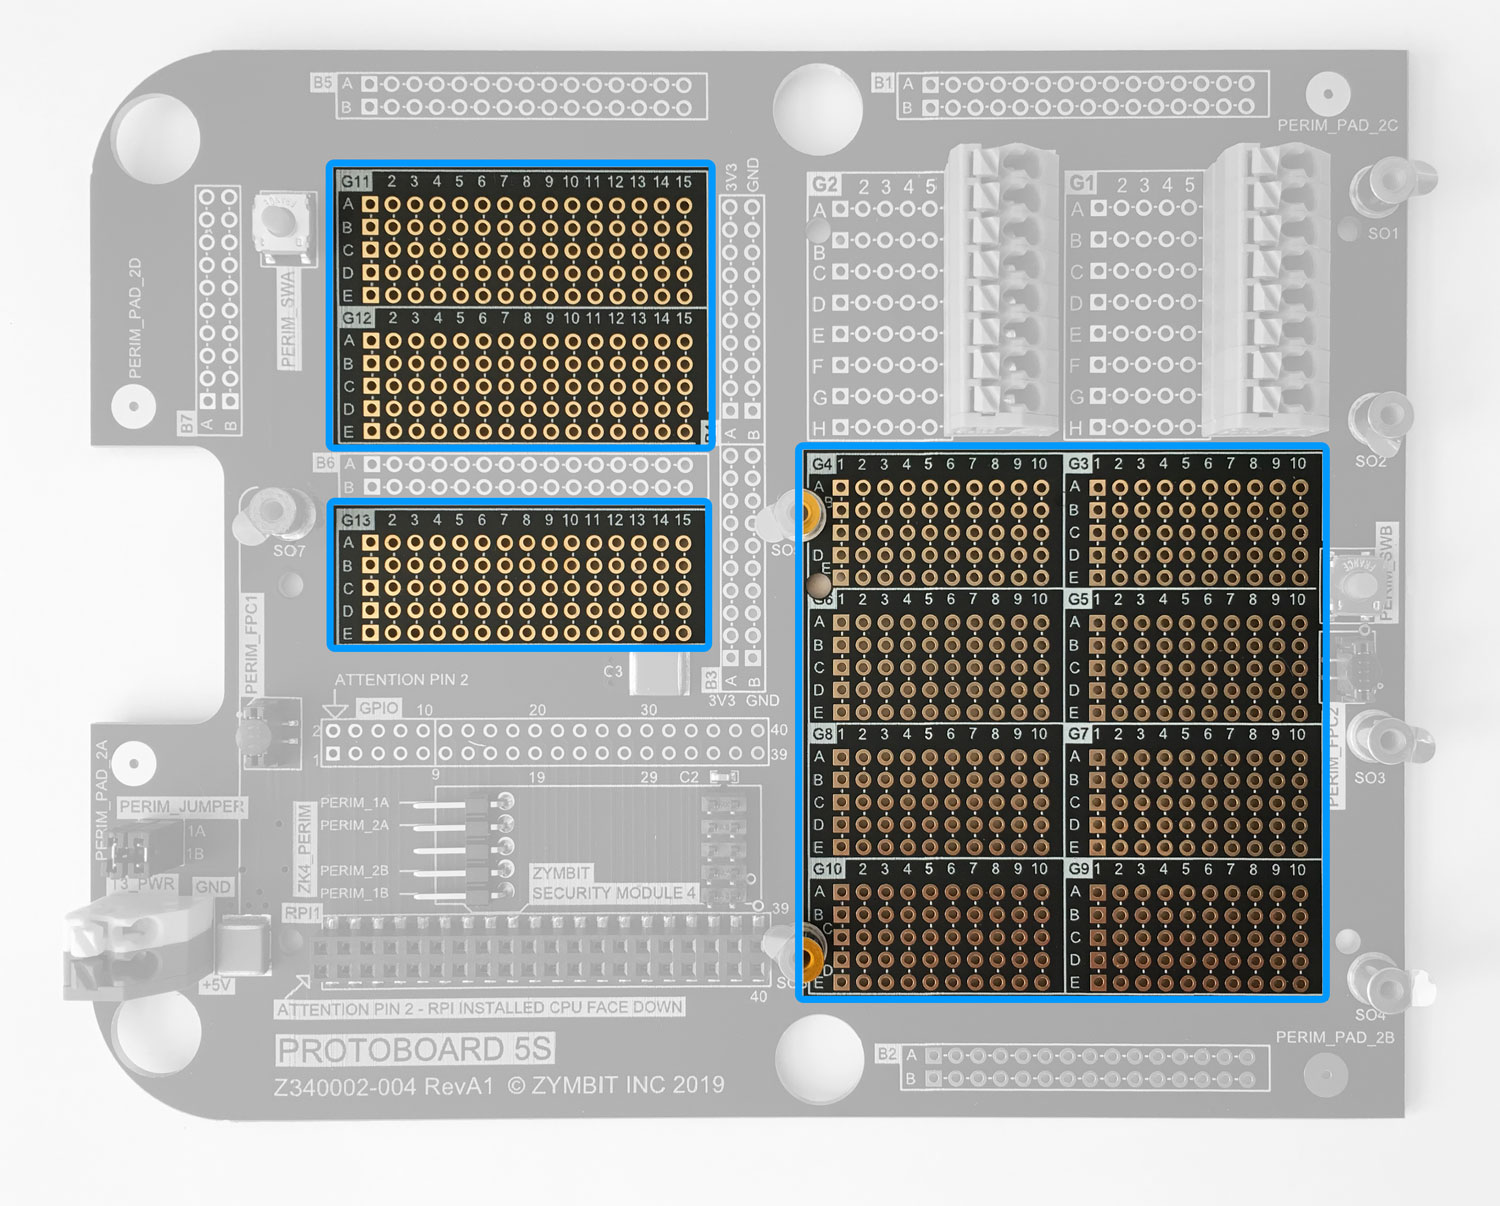 B5 A
B
B1 A
B
PERIM_PAD_2C
G11 2 3 4 5 6 7 8 9 10 11 12 13 14 15
A
B
C
D
E
G12 2 3 4 5 6 7 8 9 10 11 12 13 14 15
A
B
C
D
E
3V3 GND
A B
G2 2 3 4 5
A
B
C
D
E
F
G
H
G1 2 3 4 5
A
B
C
D
E
F
G
H
SO1
SO2
PERIM_PAD_2D
PERIM_SWA
B7 A B
B6 A
B
G13 2 3 4 5 6 7 8 9 10 11 12 13 14 15
A
B
C
D
E
SO7
G4 1 2 3 4 5 6 7 8 9 10
A
B
C
D
E
G3 1 2 3 4 5 6 7 8 9 10
A
B
C
D
E
1 2 3 4 5 6 7 8 9 10
A
B
C
D
E
G5 1 2 3 4 5 6 7 8 9 10
A
B
C
D
E
G8 1 2 3 4 5 6 7 8 9 10
A
B
C
D
E
G7 1 2 3 4 5 6 7 8 9 10
A
B
C
D
E
G10 1 2 3 4 5 6 7 8 9 10
A
B
C
D
E
G9 1 2 3 4 5 6 7 8 9 10
A
B
C
D
E
PERIM_SWB
PERIM_FPC2
SO3
SO4
PERIM_FPC1
C3
B3 A B
3V3 GND
ATTENTION PIN 2
GPIO 10 20 30
2 40
1 39
9 19 29 C2
PERIM_PAD_2A
PERIM_JUMPER
1A
1B
T3_PWR GND
+5V
ZK4_PERIM
PERIM_1A
PERIM_2A
PERIM_2B
PERIM_1B
ZYMBIT
SECURITY MODULE 4
RPI1 39
40
ATTENTION PIN 2 - RPI INSTALLED CPU FACE DOWN
PROTOBOARD 5S
Z340002-004 RevA1 © ZYMBIT INC 2019
PERIM_PAD_2B
B2 A
B